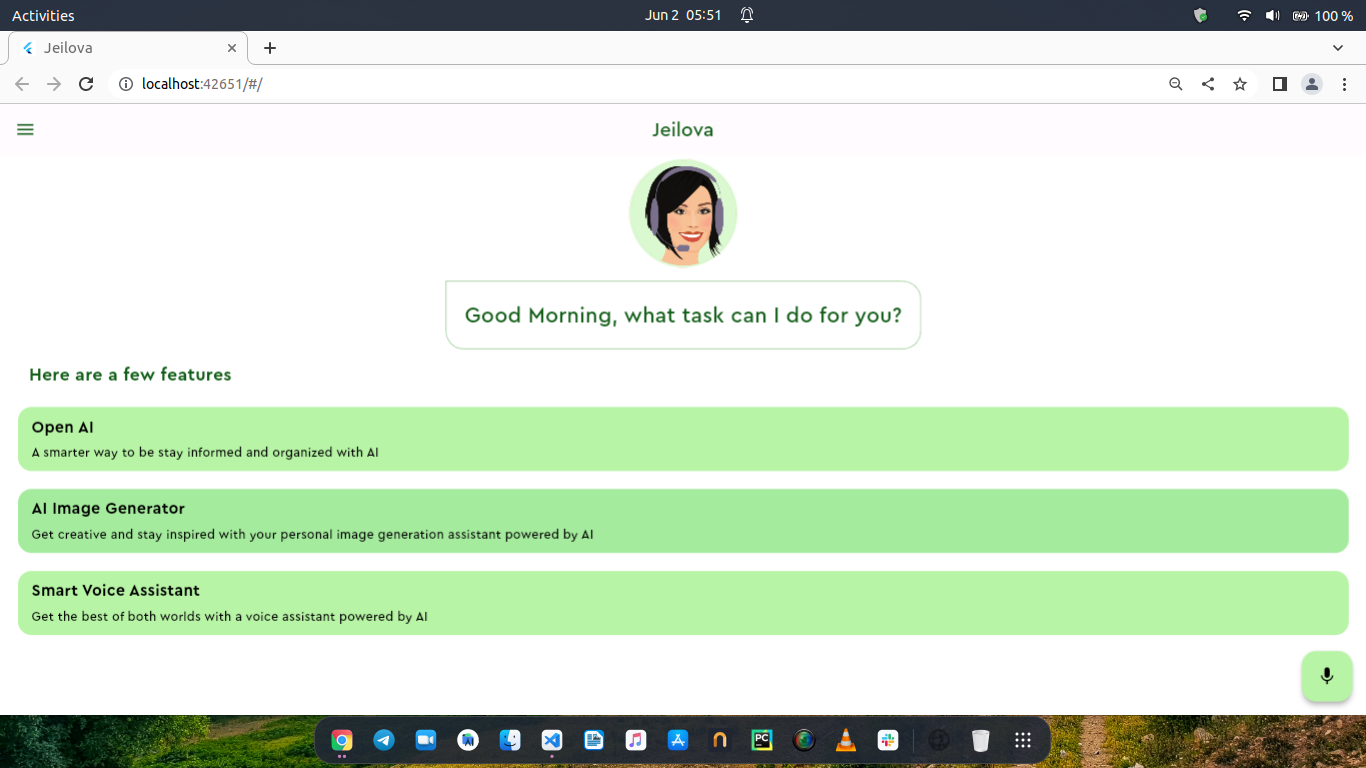 Activities
Jun 2 05:51
100 %
Jeilova
localhost:42651/#/
Jeilova
Good Morning, what task can I do for you?
Here are a few features
Open AI
A smarter way to be stay informed and organized with AI
AI Image Generator
Get creative and stay inspired with your personal image generation assistant powered by AI
Smart Voice Assistant
Get the best of both worlds with a voice assistant powered by AI
AI
PC